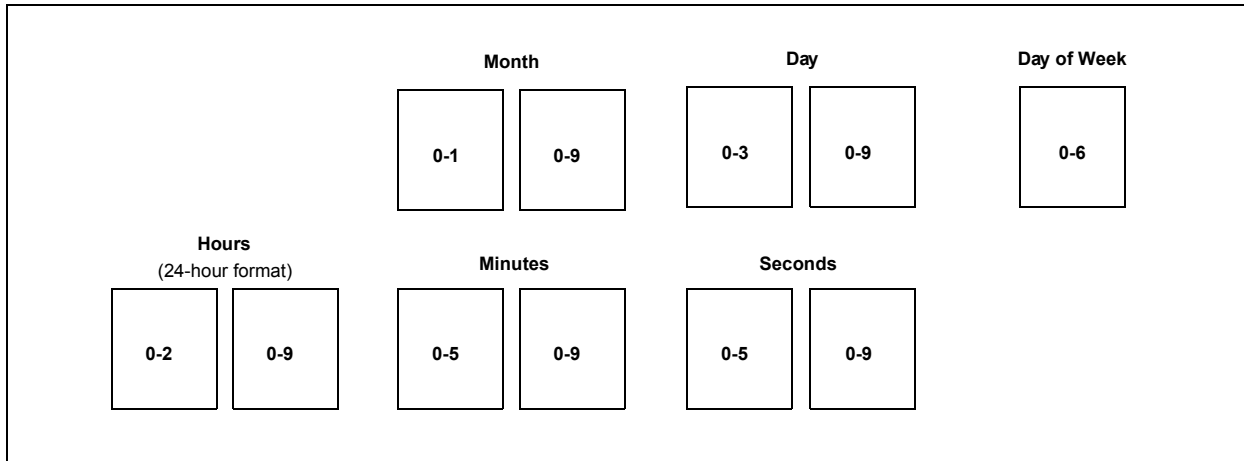 Month Day Day of Week
0-1 0-9 0-3 0-9 0-6
Hours
(24-hour format)
Minutes Seconds
0-2 0-9 0-5 0-9 0-5 0-9